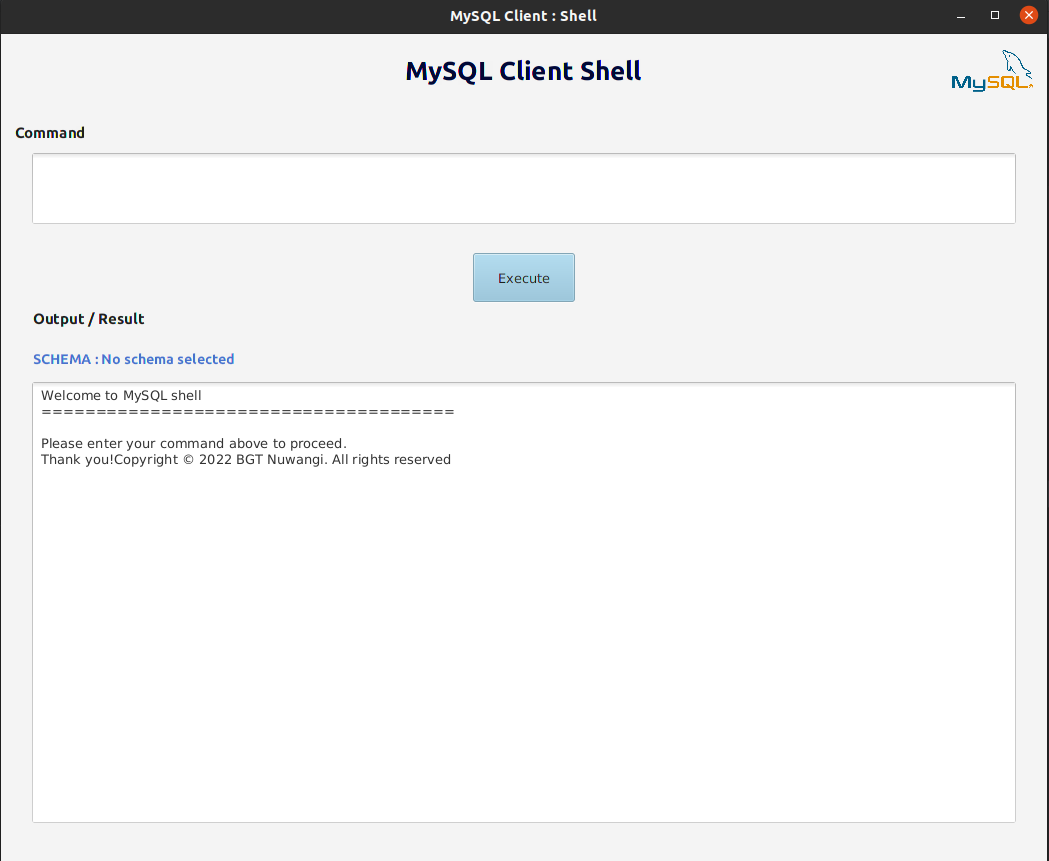 MySQL Client : Shell
MySQL Client Shell
MySQL
Command
Execute
Output / Result
SCHEMA : No schema selected
Welcome to MySQL shell
======================================
Please enter your command above to proceed.
Thank you!Copyright © 2022 BGT Nuwangi. All rights reserved